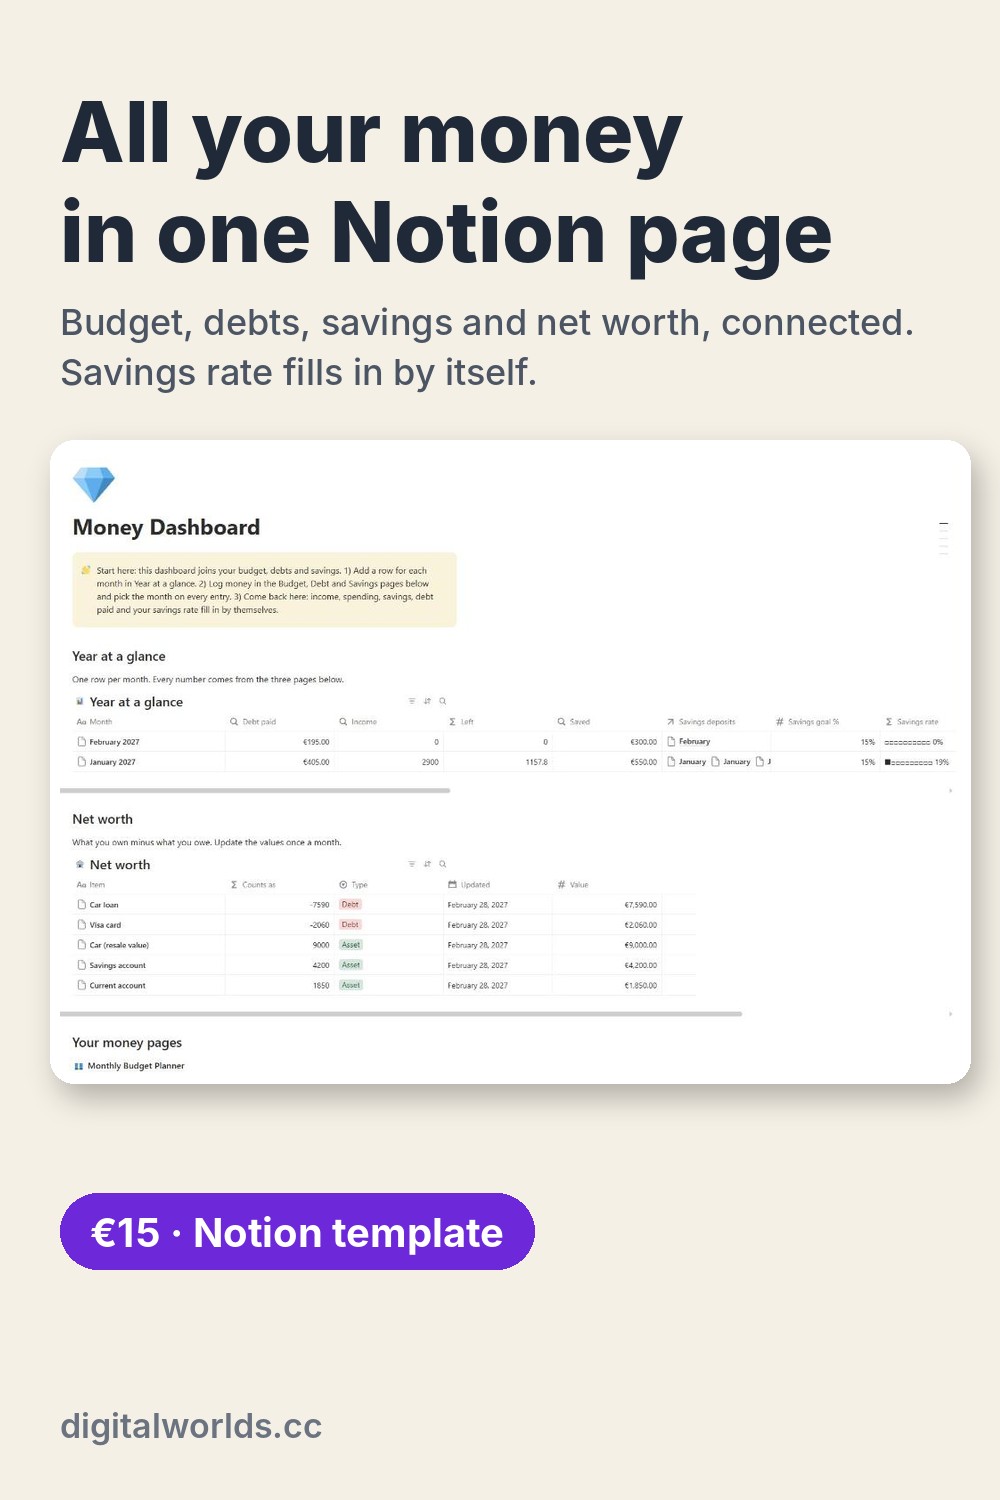 All your money
in one Notion page
Budget, debts, savings and net worth, connected.
Savings rate fills in by itself.
Money Dashboard
Start here: this dashboard joins your budget, debts and savings. 1) Add a row for each
month in Year at a glance. 2) Log money in the Budget, Debt and Savings pages below
and pick the month on every entry. 3) Come back here: income, spending, savings, debt
paid and your savings rate fill in by themselves.
Year at a glance
One row per month. Every number comes from the three pages below.
Year at a glance
Aa Month Debt paid Income Σ Left Saved Savings deposits # Savings goal % Σ Savings rate
February 2027 €195.00 0 0 €300.00 February 15% 0%
January 2027 €405.00 2900 1157.8 €550.00 January January J 15% 19%
Net worth
What you own minus what you owe. Update the values once a month.
Net worth
Aa Item Σ Counts as Type Updated # Value
Car loan -7590 Debt February 28, 2027 €7,590.00
Visa card -2060 Debt February 28, 2027 €2,060.00
Car (resale value) 9000 Asset February 28, 2027 €9,000.00
Savings account 4200 Asset February 28, 2027 €4,200.00
Current account 1850 Asset February 28, 2027 €1,850.00
Your money pages
Monthly Budget Planner
€15 · Notion template
digitalworlds.cc